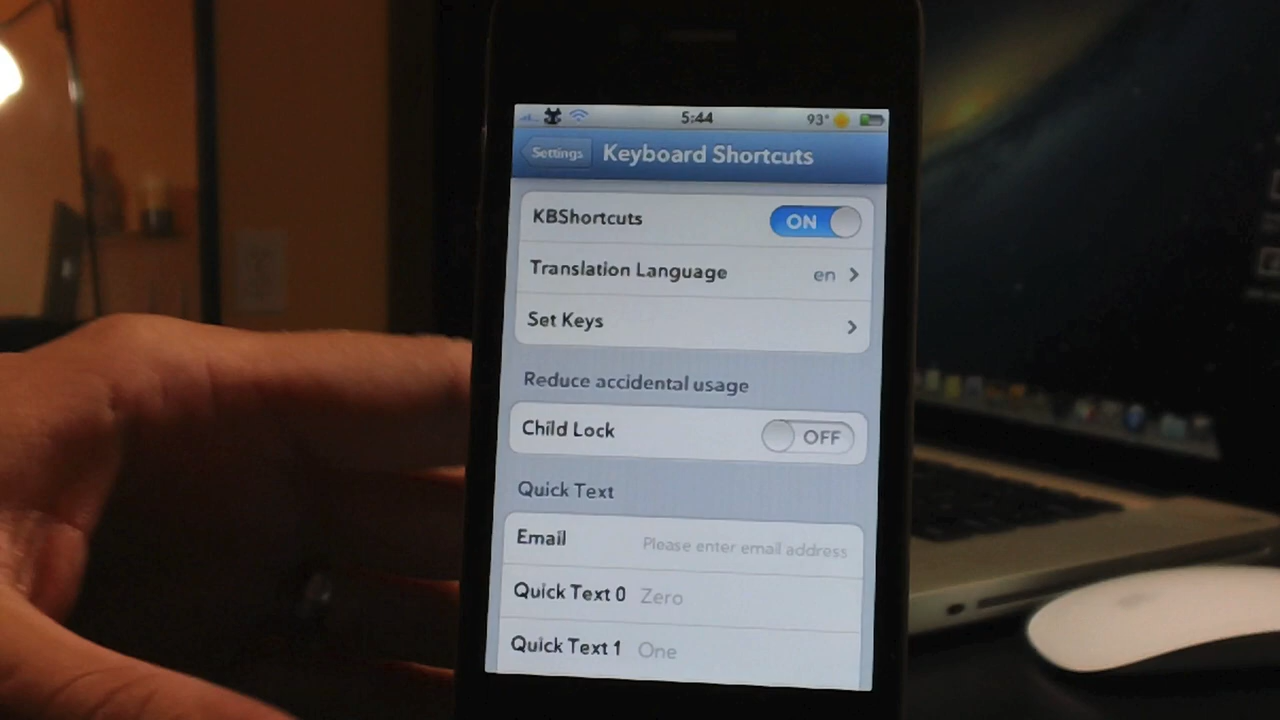 5:44 93°
Settings Keyboard Shortcuts
KBShortcuts ON
Translation Language en
Set Keys
Reduce accidental usage
Child Lock OFF
Quick Text
Email Please enter email address
Quick Text 0 Zero
Quick Text 1 One